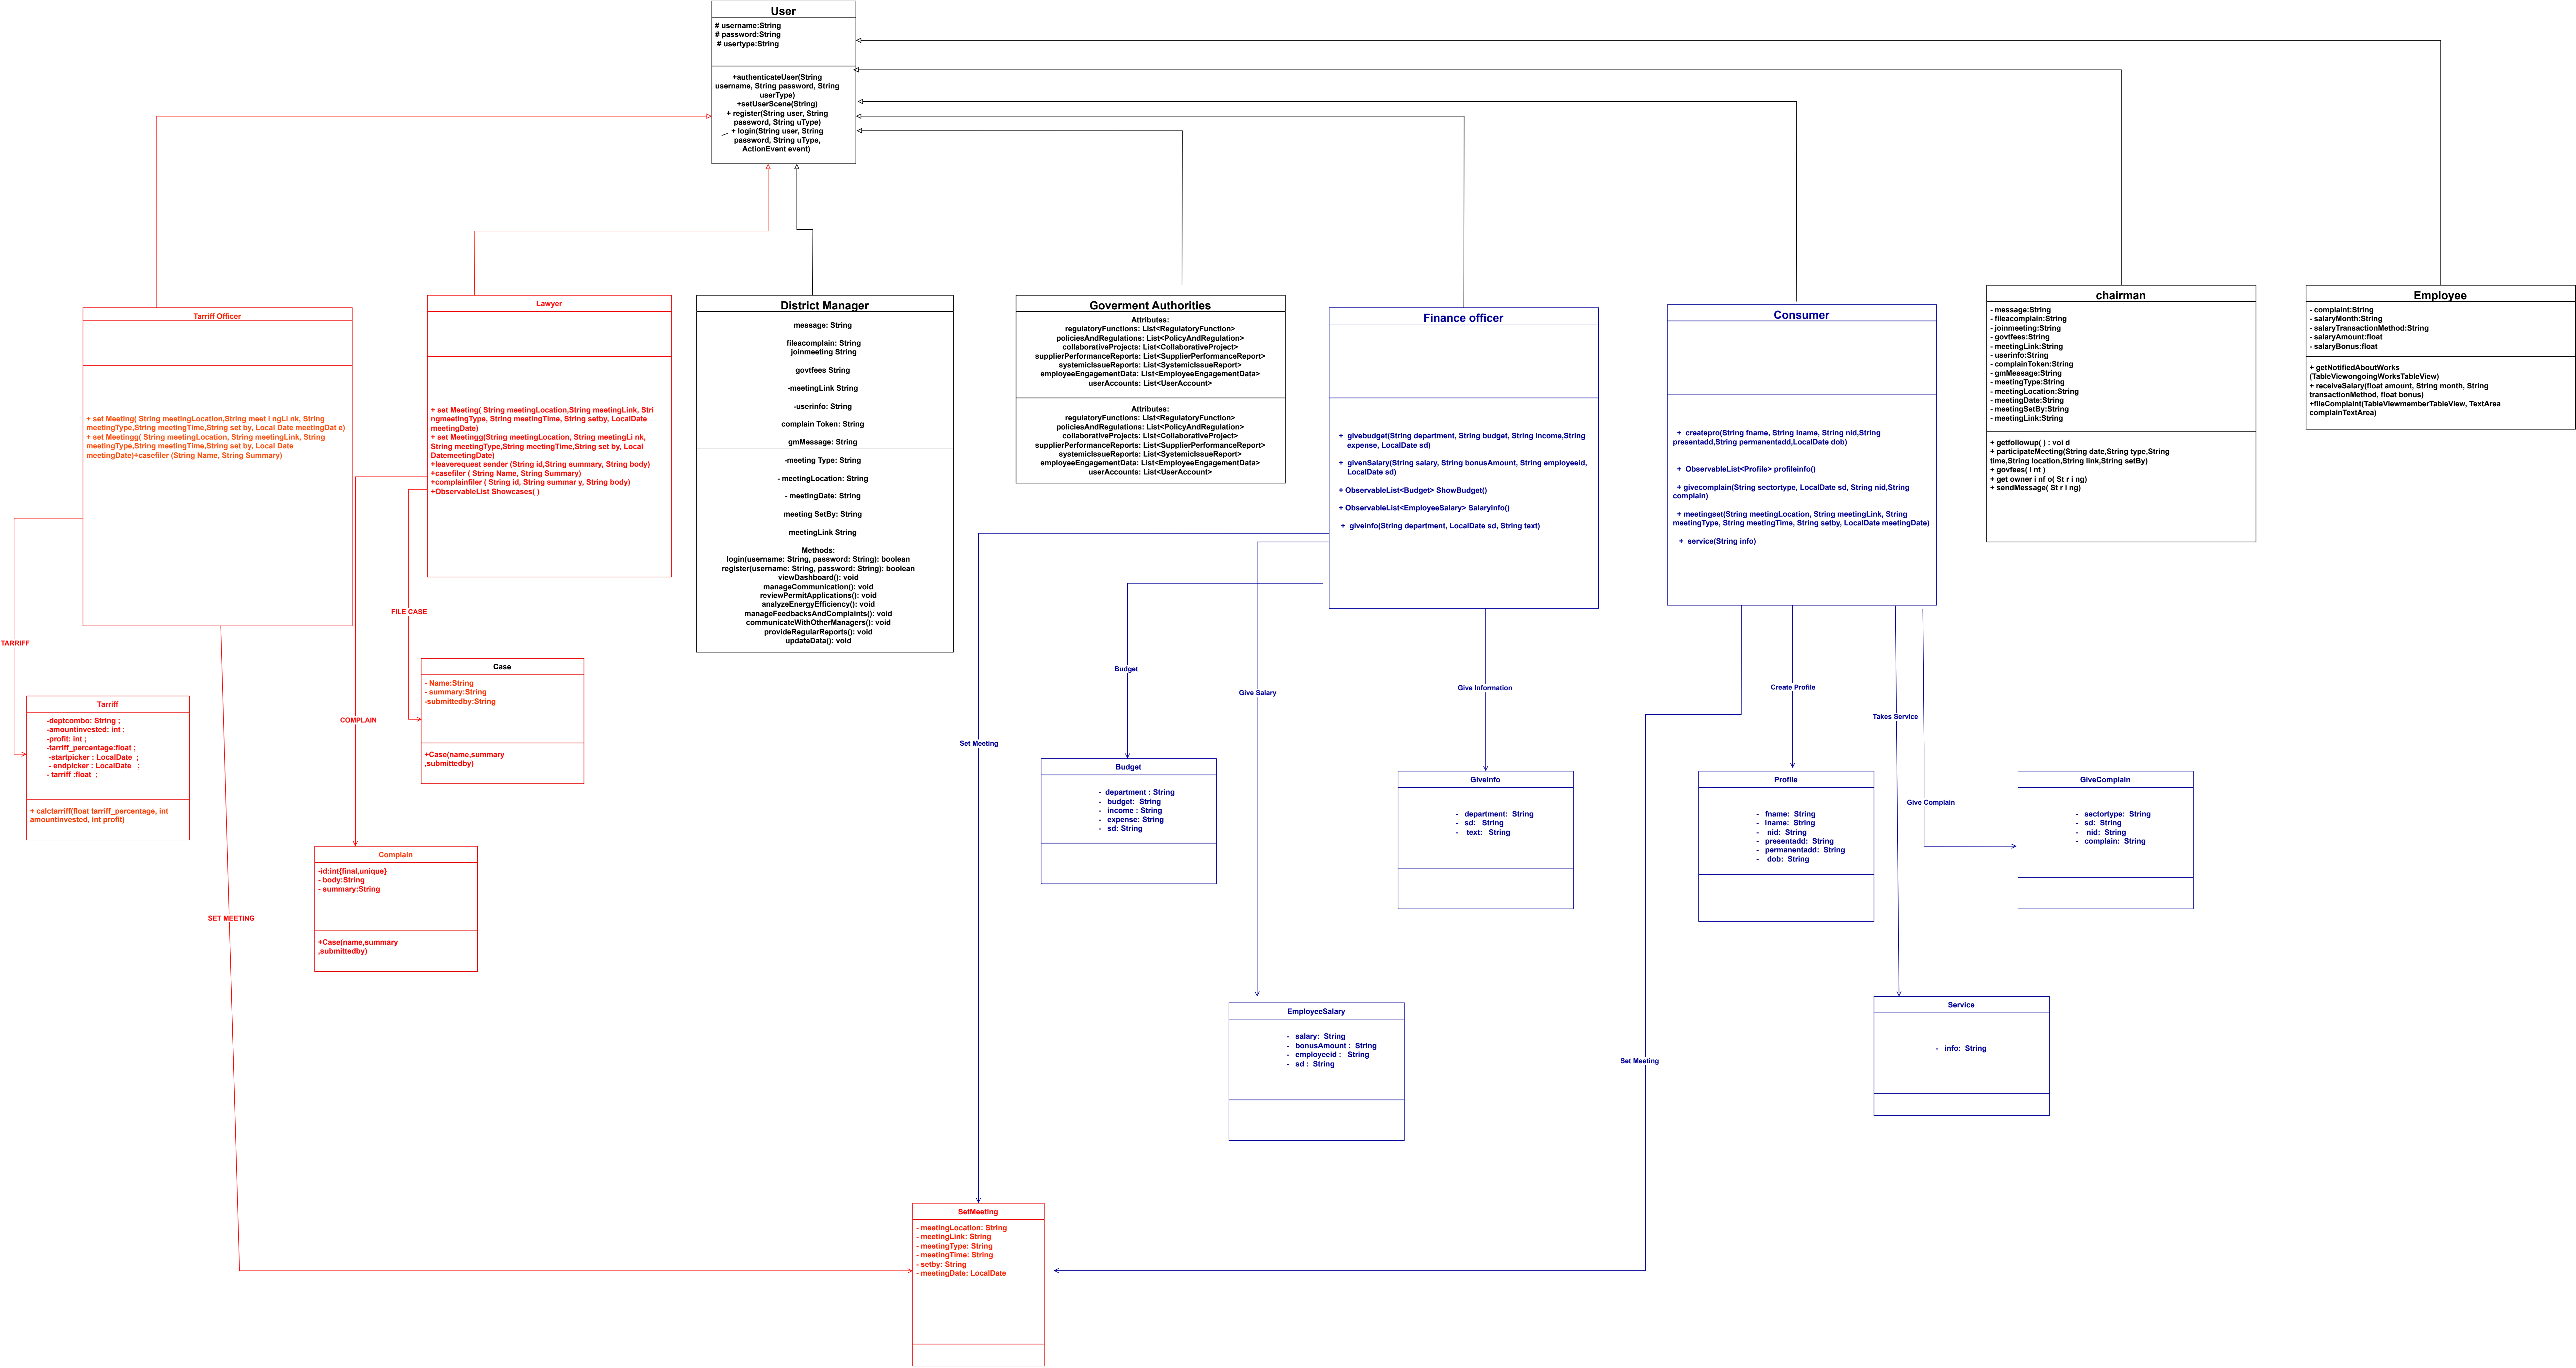 User
# username:String
# password:String
# usertype:String
+authenticateUser(String
username, String password, String
userType)
+setUserScene(String)
+ register(String user, String
password, String uType)
+ login(String user, String
password, String uType,
ActionEvent event)
Tarriff Officer
+ set Meeting( String meetingLocation,String meet i ngLi nk, String
meetingType,String meetingTime,String set by, Local Date meetingDat e)
+ set Meetingg( String meetingLocation, String meetingLink, String
meetingType,String meetingTime,String set by, Local Date
meetingDate)+casefiler (String Name, String Summary)
Lawyer
+ set Meeting( String meetingLocation,String meetingLink, Stri
ngmeetingType, String meetingTime, String setby, LocalDate
meetingDate)
+ set Meetingg(String meetingLocation, String meetingLi nk,
String meetingType,String meetingTime,String set by, Local
DatemeetingDate)
+leaverequest sender (String id,String summary, String body)
+casefiler ( String Name, String Summary)
+complainfiler ( String id, String summar y, String body)
+ObservableList Showcases( )
District Manager
message: String
fileacomplain: String
joinmeeting String
govtfees String
-meetingLink String
-userinfo: String
complain Token: String
gmMessage: String
-meeting Type: String
- meetingLocation: String
- meetingDate: String
meeting SetBy: String
meetingLink String
Methods:
login(username: String, password: String): boolean
register(username: String, password: String): boolean
viewDashboard(): void
manageCommunication(): void
reviewPermitApplications(): void
analyzeEnergyEfficiency(): void
manageFeedbacksAndComplaints(): void
communicateWithOtherManagers(): void
provideRegularReports(): void
updateData(): void
Goverment Authorities
Attributes:
regulatoryFunctions: List<RegulatoryFunction>
policiesAndRegulations: List<PolicyAndRegulation>
collaborativeProjects: List<CollaborativeProject>
supplierPerformanceReports: List<SupplierPerformanceReport>
systemicIssueReports: List<SystemicIssueReport>
employeeEngagementData: List<EmployeeEngagementData>
userAccounts: List<UserAccount>
Attributes:
regulatoryFunctions: List<RegulatoryFunction>
policiesAndRegulations: List<PolicyAndRegulation>
collaborativeProjects: List<CollaborativeProject>
supplierPerformanceReports: List<SupplierPerformanceReport>
systemicIssueReports: List<SystemicIssueReport>
employeeEngagementData: List<EmployeeEngagementData>
userAccounts: List<UserAccount>
Finance officer
+ givebudget(String department, String budget, String income,String
expense, LocalDate sd)
+ givenSalary(String salary, String bonusAmount, String employeeid,
LocalDate sd)
+ ObservableList<Budget> ShowBudget()
+ ObservableList<EmployeeSalary> Salaryinfo()
+ giveinfo(String department, LocalDate sd, String text)
Consumer
+ createpro(String fname, String lname, String nid,String
presentadd,String permanentadd,LocalDate dob)
+ ObservableList<Profile> profileinfo()
+ givecomplain(String sectortype, LocalDate sd, String nid,String
complain)
+ meetingset(String meetingLocation, String meetingLink, String
meetingType, String meetingTime, String setby, LocalDate meetingDate)
+ service(String info)
chairman
- message:String
- fileacomplain:String
- joinmeeting:String
- govtfees:String
- meetingLink:String
- userinfo:String
- complainToken:String
- gmMessage:String
- meetingType:String
- meetingLocation:String
- meetingDate:String
- meetingSetBy:String
- meetingLink:String
+ getfollowup( ) : voi d
+ participateMeeting(String date,String type,String
time,String location,String link,String setBy)
+ govfees( I nt )
+ get owner i nf o( St r i ng)
+ sendMessage( St r i ng)
Employee
- complaint:String
- salaryMonth:String
- salaryTransactionMethod:String
- salaryAmount:float
- salaryBonus:float
+ getNotifiedAboutWorks
(TableViewongoingWorksTableView)
+ receiveSalary(float amount, String month, String
transactionMethod, float bonus)
+fileComplaint(TableViewmemberTableView, TextArea
complainTextArea)
TARRIFF
FILE CASE
COMPLAIN
SET MEETING
Set Meeting
Budget
Give Salary
Give Information
Create Profile
Takes Service
Give Complain
Set Meeting
Case
- Name:String
- summary:String
-submittedby:String
+Case(name,summary
,submittedby)
Tarriff
-deptcombo: String ;
-amountinvested: int ;
-profit: int ;
-tarriff_percentage:float ;
-startpicker : LocalDate ;
- endpicker : LocalDate ;
- tarriff :float ;
+ calctarriff(float tarriff_percentage, int
amountinvested, int profit)
Complain
-id:int{final,unique}
- body:String
- summary:String
+Case(name,summary
,submittedby)
Budget
- department : String
- budget: String
- income : String
- expense: String
- sd: String
GiveInfo
- department: String
- sd: String
- text: String
Profile
- fname: String
- lname: String
- nid: String
- presentadd: String
- permanentadd: String
- dob: String
GiveComplain
- sectortype: String
- sd: String
- nid: String
- complain: String
EmployeeSalary
- salary: String
- bonusAmount : String
- employeeid : String
- sd : String
Service
- info: String
SetMeeting
- meetingLocation: String
- meetingLink: String
- meetingType: String
- meetingTime: String
- setby: String
- meetingDate: LocalDate